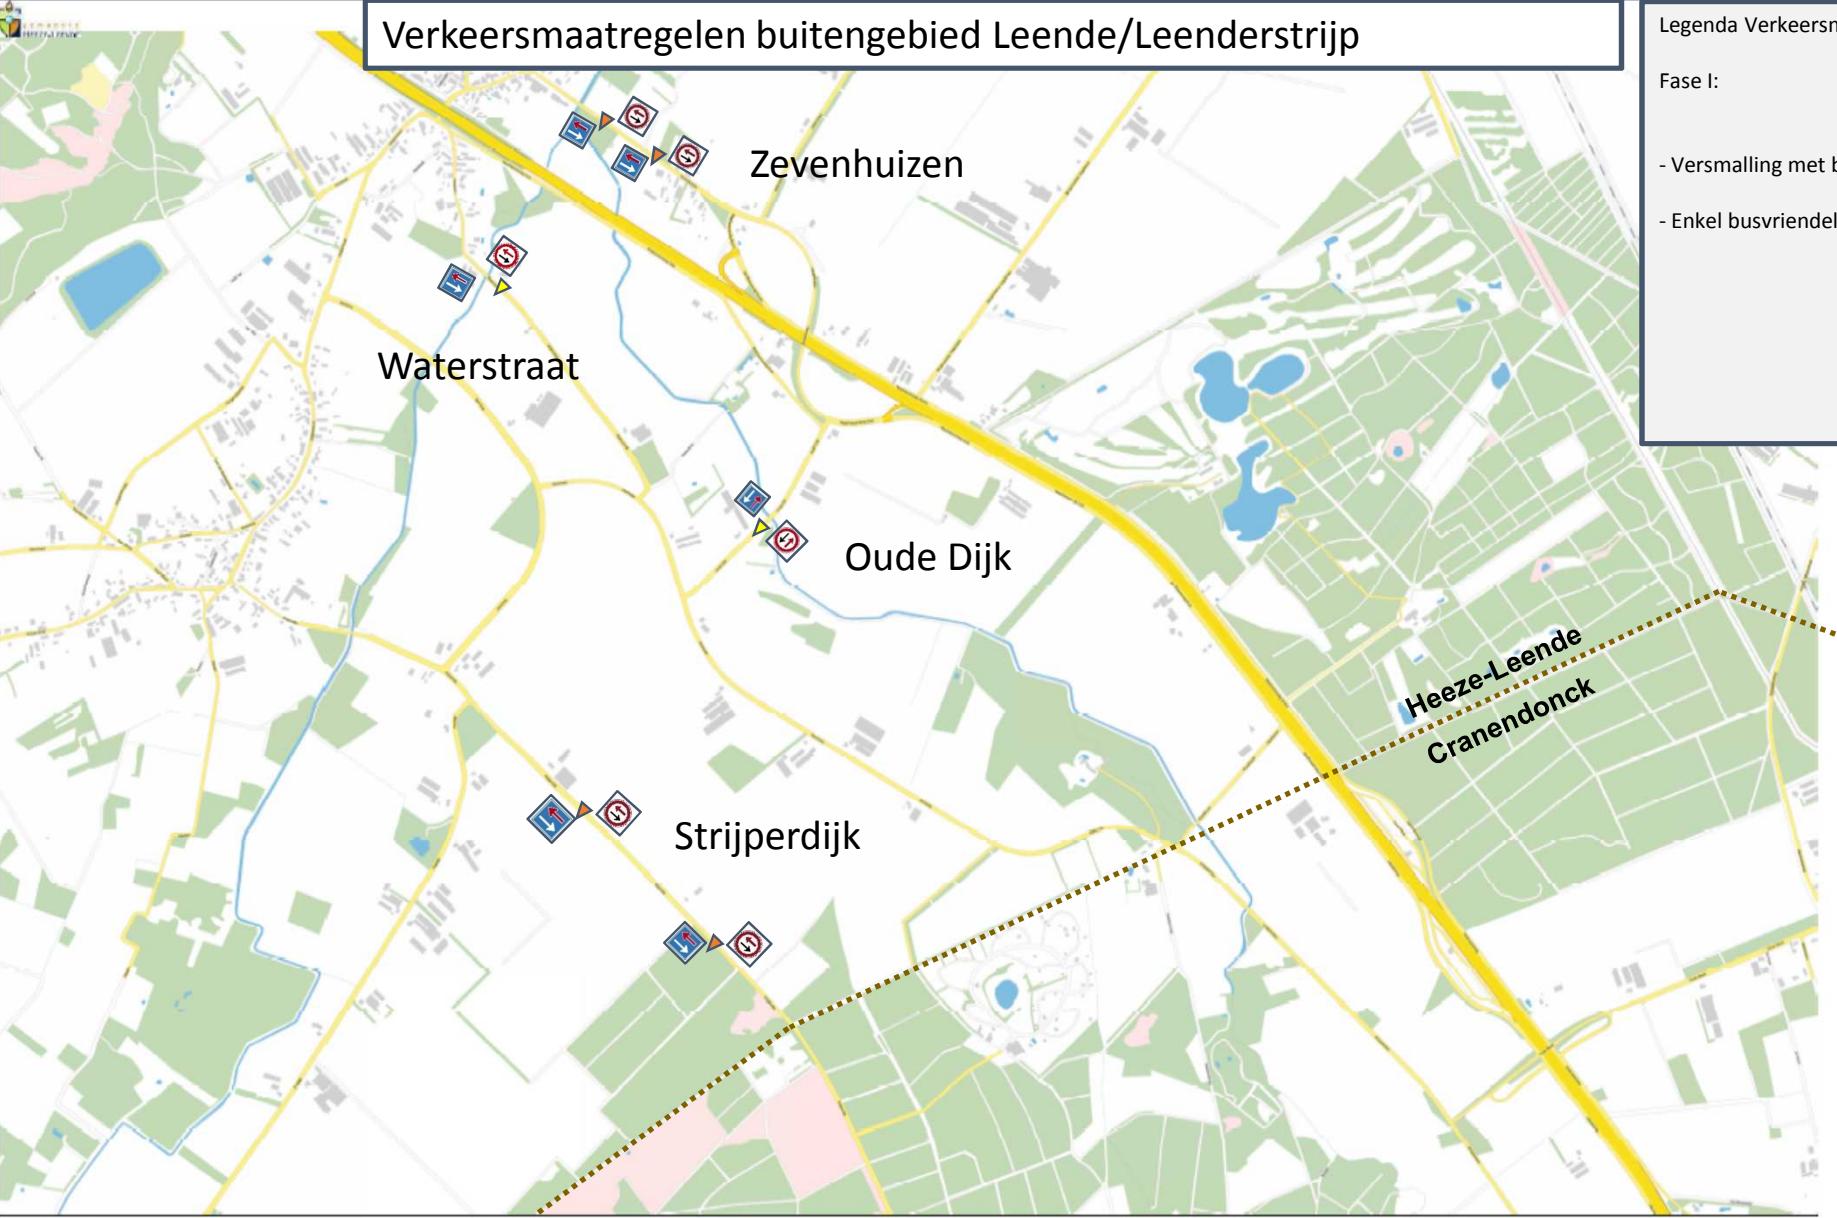 Verkeersmaatregelen buitengebied Leende/Leenderstrijp
Legenda Verkeersm
Fase I:
- Versmalling met b
- Enkel busvriendel
Zevenhuizen
Waterstraat
Oude Dijk
Heeze-Leende
Cranendonck
Strijperdijk